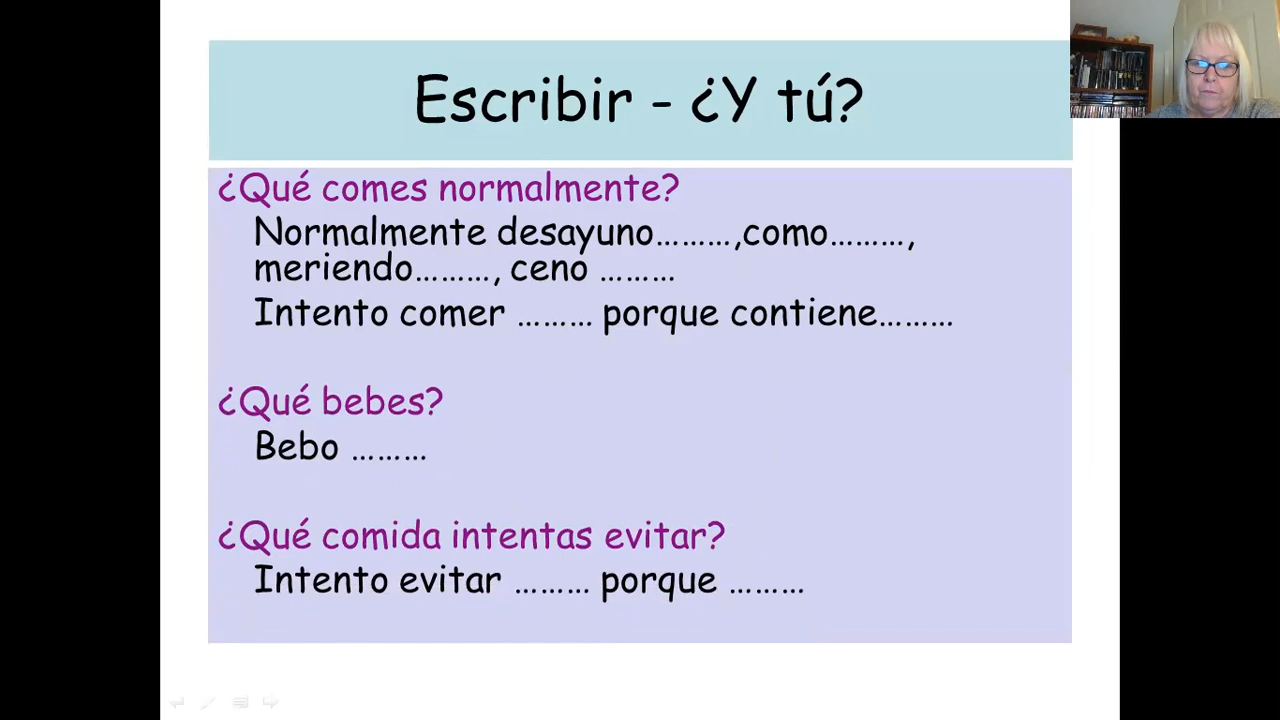 Escribir - ¿Y tú?
¿Qué comes normalmente?
Normalmente desayuno………,como………,
meriendo………, ceno ………
Intento comer ……… porque contiene………
¿Qué bebes?
Bebo ………
¿Qué comida intentas evitar?
Intento evitar ……… porque ………